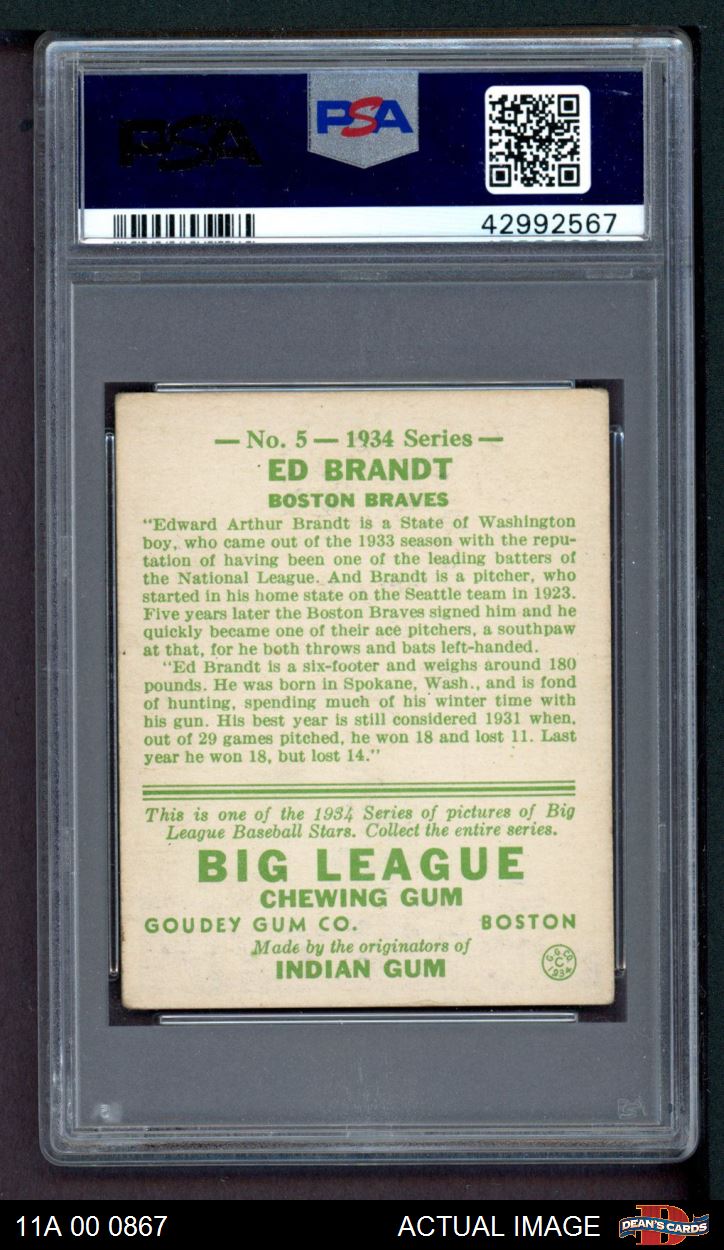 PSA
PSA
42992567
— No. 5 — 1934 Series —
ED BRANDT
BOSTON BRAVES
"Edward Arthur Brandt is a State of Washington
boy, who came out of the 1933 season with the repu-
tation of having been one of the leading batters of
the National League. And Brandt is a pitcher, who
started in his home state on the Seattle team in 1923.
Five years later the Boston Braves signed him and he
quickly became one of their ace pitchers, a southpaw
at that, for he both throws and bats left-handed.
"Ed Brandt is a six-footer and weighs around 180
pounds. He was born in Spokane, Wash., and is fond
of hunting, spending much of his winter time with
his gun. His best year is still considered 1931 when,
out of 29 games pitched, he won 18 and lost 11. Last
year he won 18, but lost 14."
This is one of the 1934 Series of pictures of Big
League Baseball Stars. Collect the entire series.
BIG LEAGUE
CHEWING GUM
GOUDEY GUM CO. BOSTON
Made by the originators of
INDIAN GUM
G.G.CO.
C
1934
11A 00 0867 ACTUAL IMAGE DEAN'S CARDS